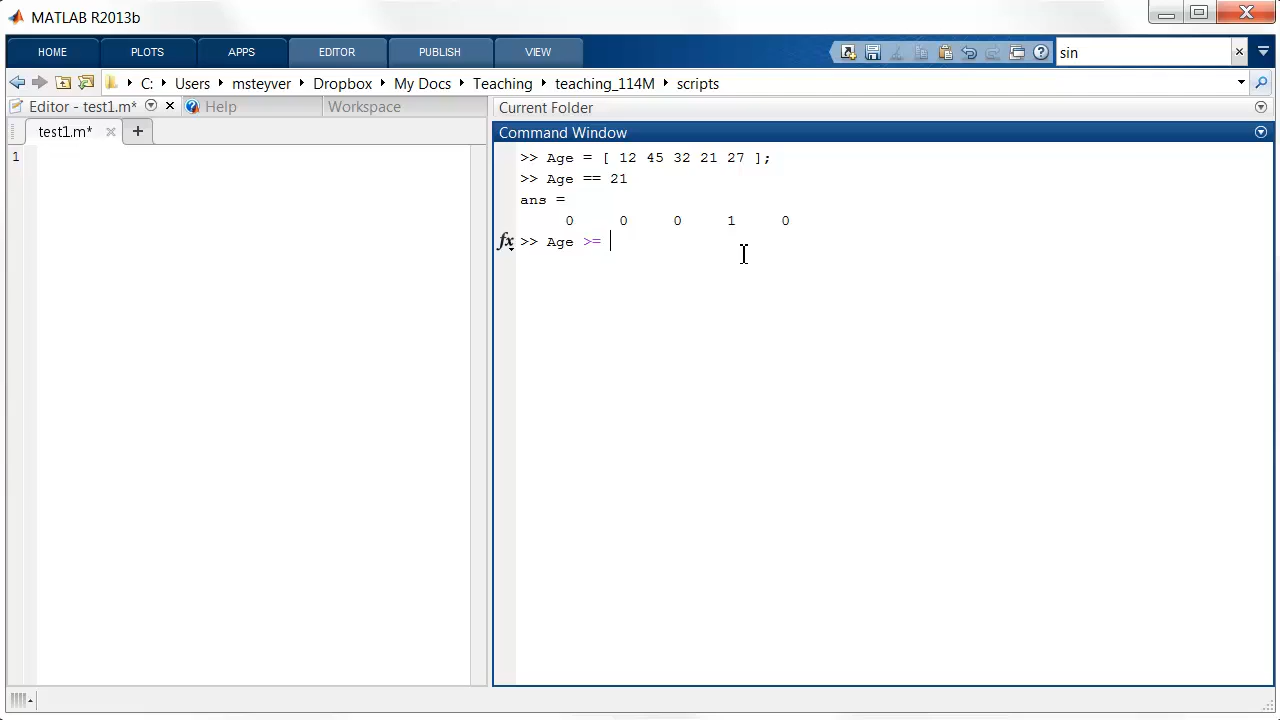 MATLAB R2013b
HOME PLOTS APPS EDITOR PUBLISH VIEW sin
C: Users msteyver Dropbox My Docs Teaching teaching_114M scripts
Editor - test1.m* Help Workspace Current Folder
test1.m* + Command Window
1
>> Age = [ 12 45 32 21 27 ];
>> Age == 21
ans =
0 0 0 1 0
fx >> Age >=